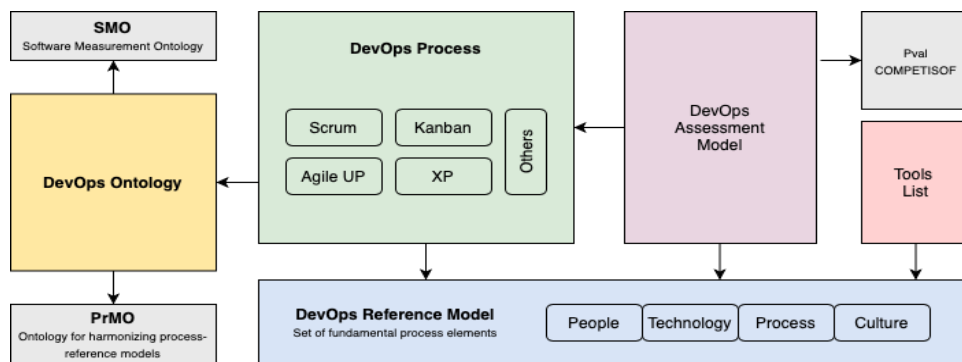 SMO
Software Measurement Ontology
DevOps Ontology
PrMO
Ontology for harmonizing process-
reference models
DevOps Process
Scrum
Kanban
Agile UP
XP
Others
DevOps
Assessment
Model
Pval
COMPETISOF
Tools
List
DevOps Reference Model
Set of fundamental process elements
People
Technology
Process
Culture